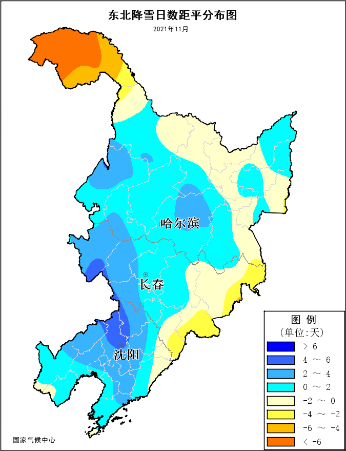 东北降雪日数距平分布图
2021年11月
哈尔滨
长春
沈阳
图 例
(单位:天)
> 6
4 ~ 6
2 ~ 4
0 ~ 2
-2 ~ 0
-4 ~ -2
-6 ~ -4
< -6
国家气候中心